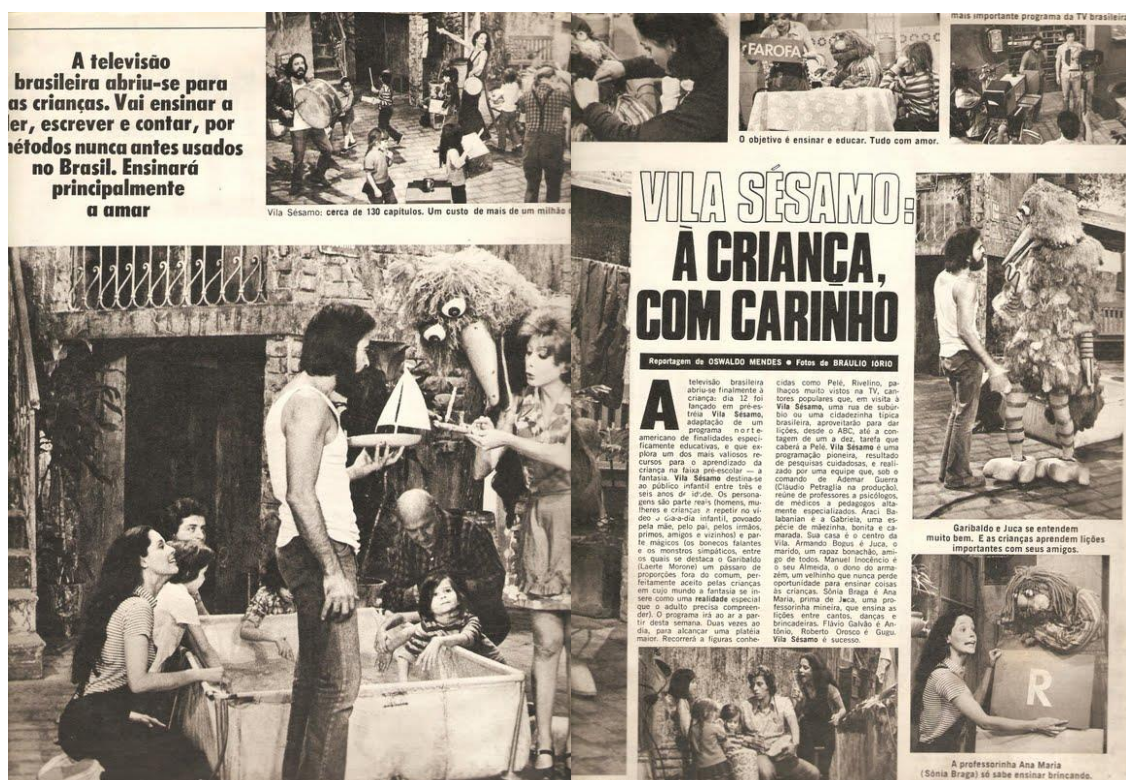 A televisão
brasileira abriu-se para
as crianças. Vai ensinar a
ler, escrever e contar, por
métodos nunca antes usados
no Brasil. Ensinará
principalmente
a amar
Vila Sésamo: cerca de 130 capítulos. Um custo de mais de um milhão
FAROFA
O objetivo é ensinar e educar. Tudo com amor.
mais importante programa da TV brasileira
VILA SÉSAMO:
À CRIANÇA,
COM CARINHO
Reportagem de OSWALDO MENDES ● Fotos de BRAULIO IÓRIO
A televisão brasileira
abriu-se finalmente à
criança: dia 12 foi
lançado em pré-es-
tréia Vila Sésamo,
adaptação de um
programa norte-
americano de finalidades especi-
ficamente educativas, e que ex-
plora um dos mais valiosos re-
cursos para o aprendizado da
criança na faixa pré-escolar — a
fantasia. Vila Sésamo destina-se
ao público infantil entre três e
seis anos de idade. Os persona-
gens são parte reais (homens, mu-
lheres e crianças a repetir no ví-
deo o dia-a-dia infantil, povoado
pela mãe, pelo pai, pelos irmãos,
primos, amigos e vizinhos) e par-
te mágicos (os bonecos falantes
e os monstros simpáticos, entre
os quais se destaca o Garibaldo
(Laerte Morone) um pássaro de
proporções fora do comum, per-
feitamente aceito pelas crianças
em cujo mundo a fantasia se in-
sere como uma realidade especial
que o adulto precisa compreen-
der). O programa irá ao ar a par-
tir desta semana. Duas vezes ao
dia, para alcançar uma platéia
maior. Recorrerá a figuras conhe-
cidas como Pelé, Rivelino, pa-
lhaços muito vistos na TV, can-
tores populares que, em visita à
Vila Sésamo, uma rua de subúr-
bio ou uma cidadezinha típica
brasileira, aproveitarão para dar
lições, desde o ABC, até a con-
tagem de um a dez, tarefa que
caberá a Pelé. Vila Sésamo é uma
programação pioneira, resultado
de pesquisas cuidadosas, e reali-
zado por uma equipe que, sob o
comando de Ademar Guerra
(Cláudio Petraglia na produção),
reúne de professores a psicólogos,
de médicos a pedagogos alta-
mente especializados. Araci Ba-
labanian é a Gabriela, uma es-
pécie de mãezinha, bonita e ca-
marada. Sua casa é o centro da
Vila. Armando Bogus é Juca, o
marido, um rapaz bonachão, ami-
go de todos. Manuel Inocêncio é
o seu Almeida, o dono do arma-
zém, um velhinho que nunca perde
oportunidade para ensinar coisas
às crianças. Sônia Braga é Ana
Maria, prima de Juca, uma pro-
fessorinha mineira, que ensina as
lições entre cantos, danças e
brincadeiras. Flávio Galvão é An-
tônio, Roberto Orosco é Gugu.
Vila Sésamo é sucesso.
Garibaldo e Juca se entendem
muito bem. E as crianças aprendem lições
importantes com seus amigos.
R
A professorinha Ana Maria
(Sônia Braga) só sabe ensinar brincando.